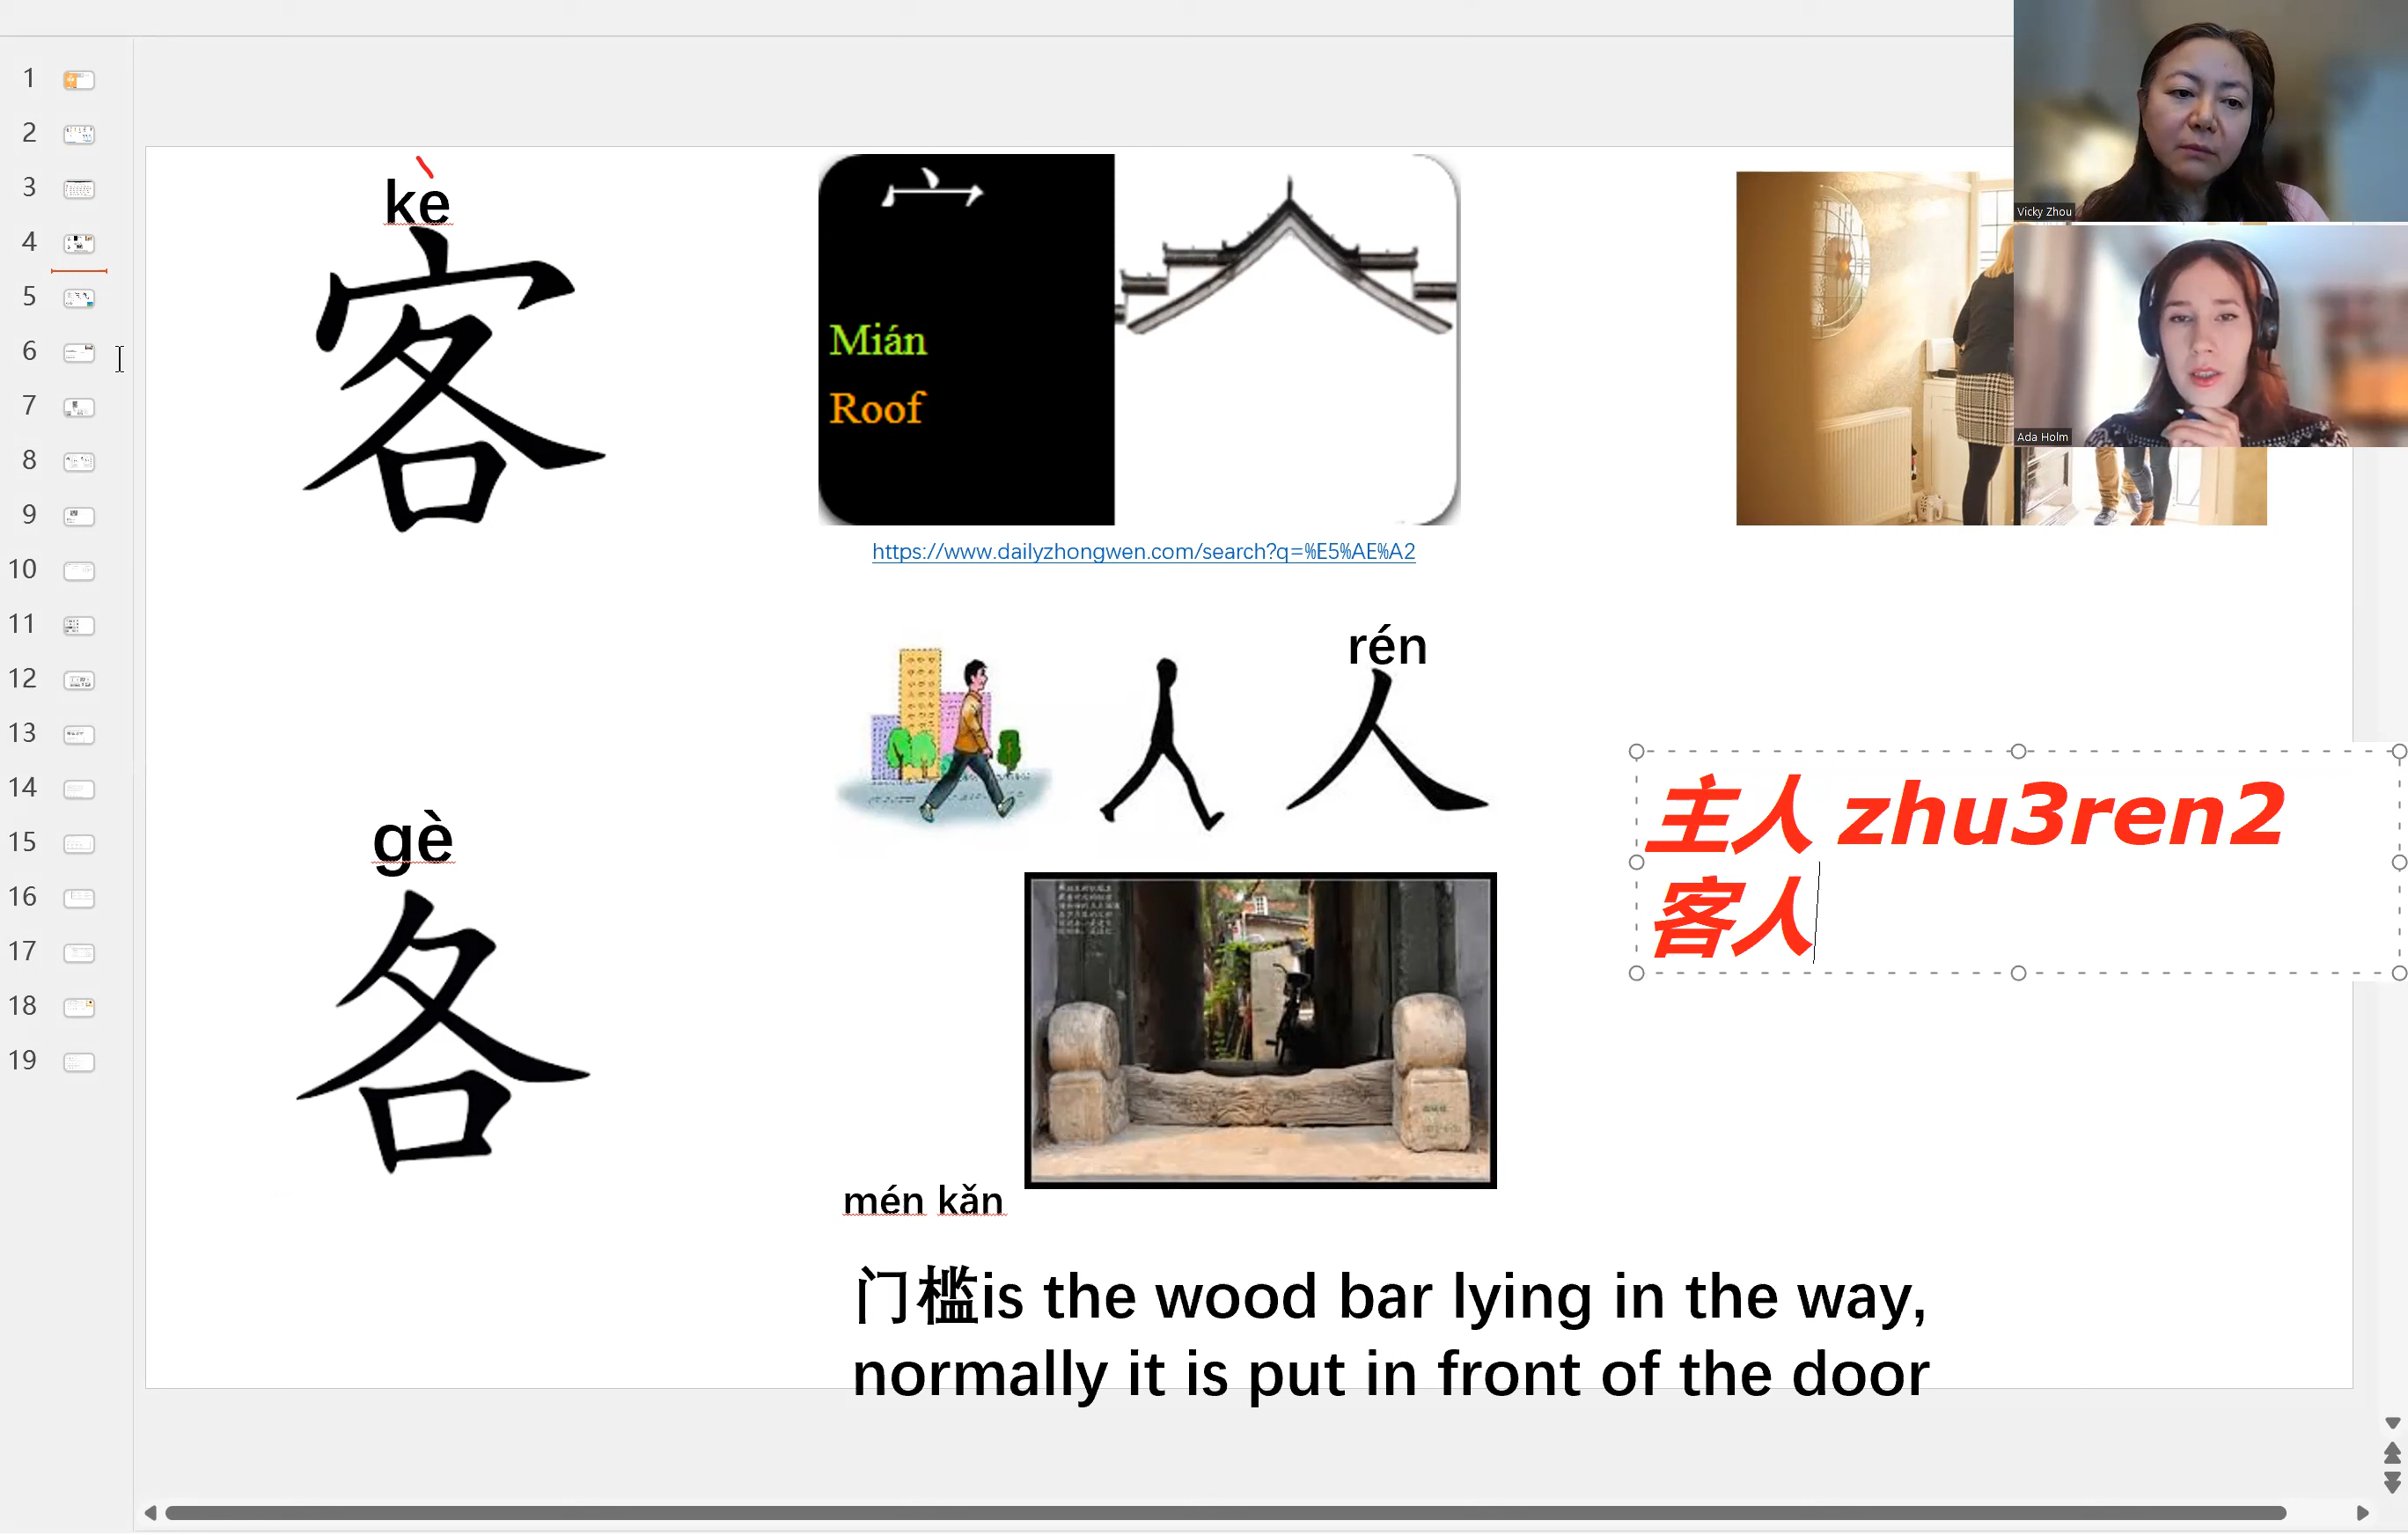 1
2
3
4
5
6
7
8
9
10
11
12
13
14
15
16
17
18
19
kè
客
宀
Mián
Roof
https://www.dailyzhongwen.com/search?q=%E5%AE%A2
Vicky Zhou
Ada Holm
rén
人
主人 zhu3ren2
客人
gè
各
mén kǎn
门槛is the wood bar lying in the way,
normally it is put in front of the door